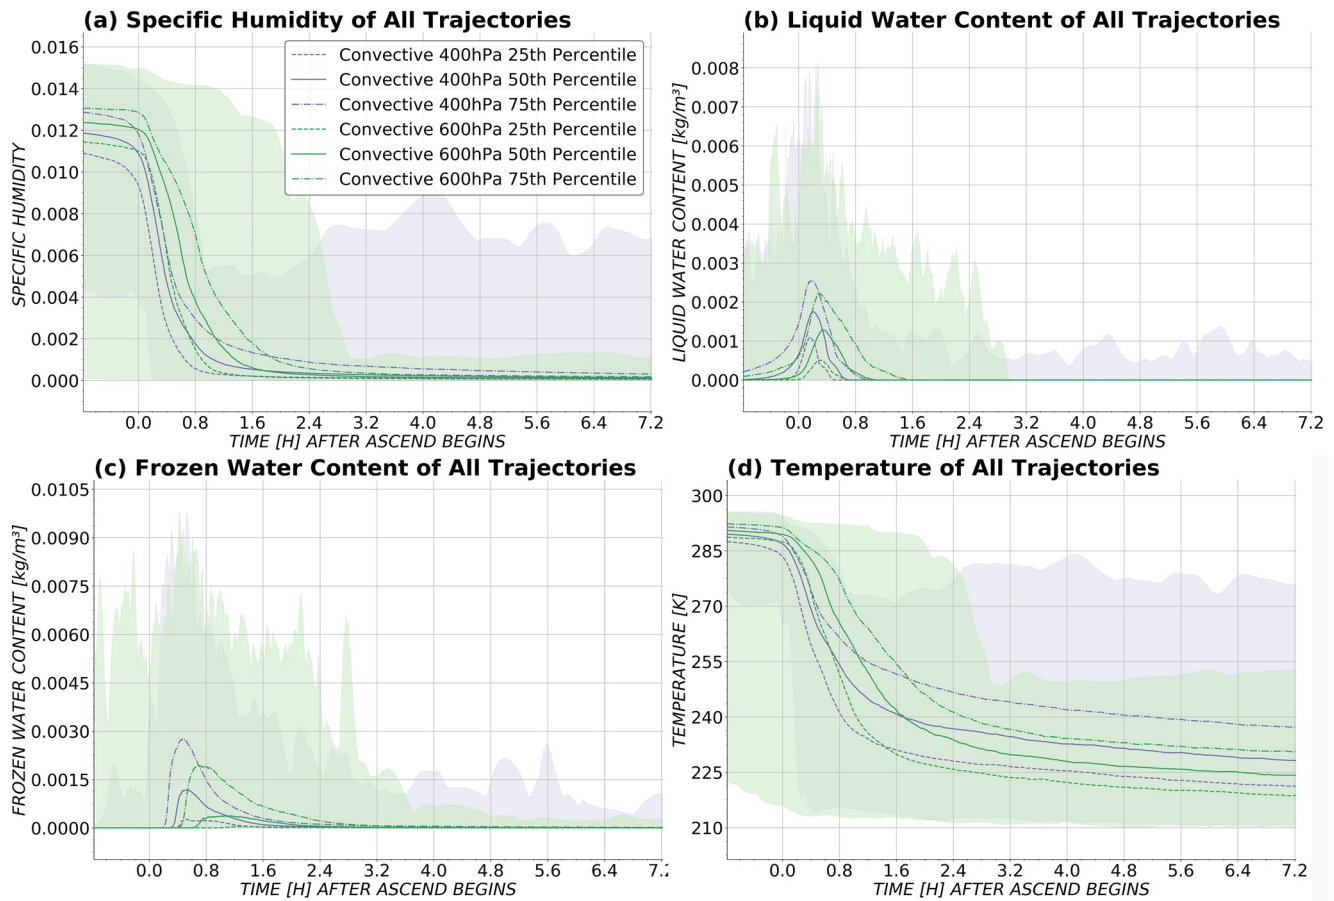 (a) Specific Humidity of All Trajectories
SPECIFIC HUMIDITY
0.016
0.014
0.012
0.010
0.008
0.006
0.004
0.002
0.000
Convective 400hPa 25th Percentile
Convective 400hPa 50th Percentile
Convective 400hPa 75th Percentile
Convective 600hPa 25th Percentile
Convective 600hPa 50th Percentile
Convective 600hPa 75th Percentile
0.0 0.8 1.6 2.4 3.2 4.0 4.8 5.6 6.4 7.2
TIME [H] AFTER ASCEND BEGINS
(b) Liquid Water Content of All Trajectories
LIQUID WATER CONTENT [kg/m³]
0.008
0.007
0.006
0.005
0.004
0.003
0.002
0.001
0.000
0.0 0.8 1.6 2.4 3.2 4.0 4.8 5.6 6.4 7.2
TIME [H] AFTER ASCEND BEGINS
(c) Frozen Water Content of All Trajectories
FROZEN WATER CONTENT [kg/m³]
0.0105
0.0090
0.0075
0.0060
0.0045
0.0030
0.0015
0.0000
0.0 0.8 1.6 2.4 3.2 4.0 4.8 5.6 6.4 7.2
TIME [H] AFTER ASCEND BEGINS
(d) Temperature of All Trajectories
TEMPERATURE [K]
300
285
270
255
240
225
210
0.0 0.8 1.6 2.4 3.2 4.0 4.8 5.6 6.4 7.2
TIME [H] AFTER ASCEND BEGINS